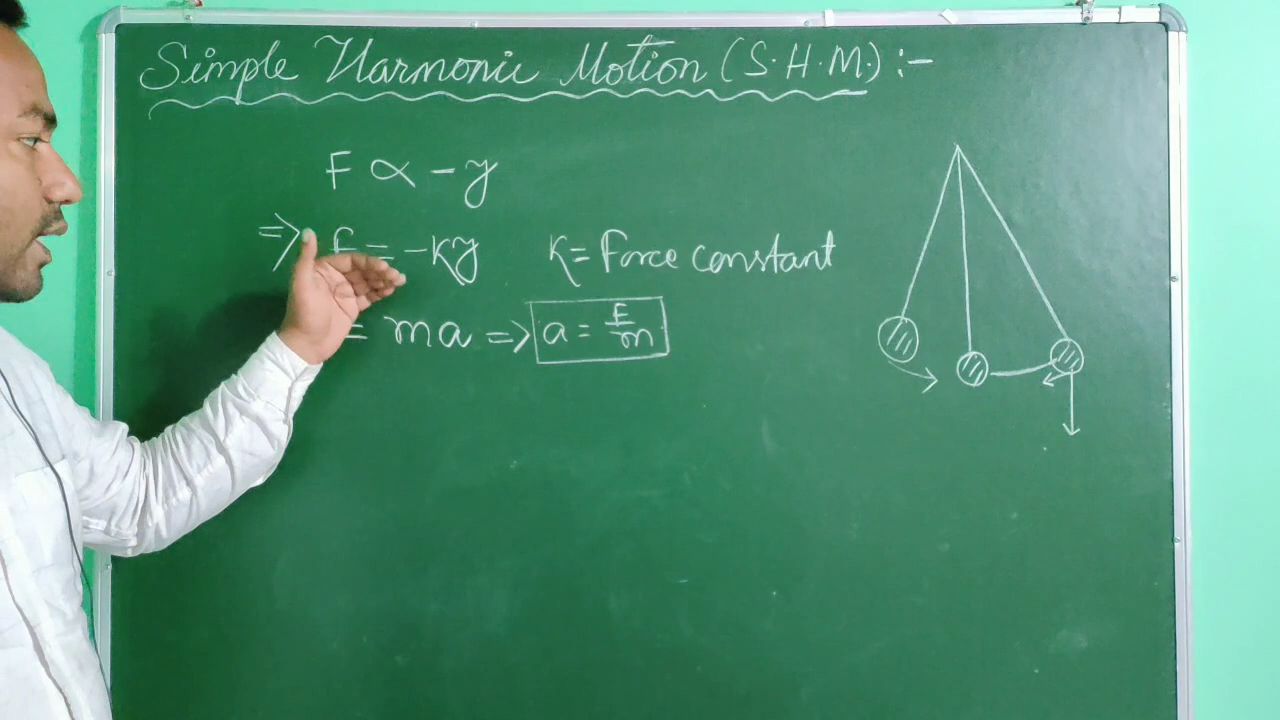 Simple Harmonic Motion (S.H.M.) :-
F ∝ - y
=> F = -Ky K = Force constant
= ma => a = F/m